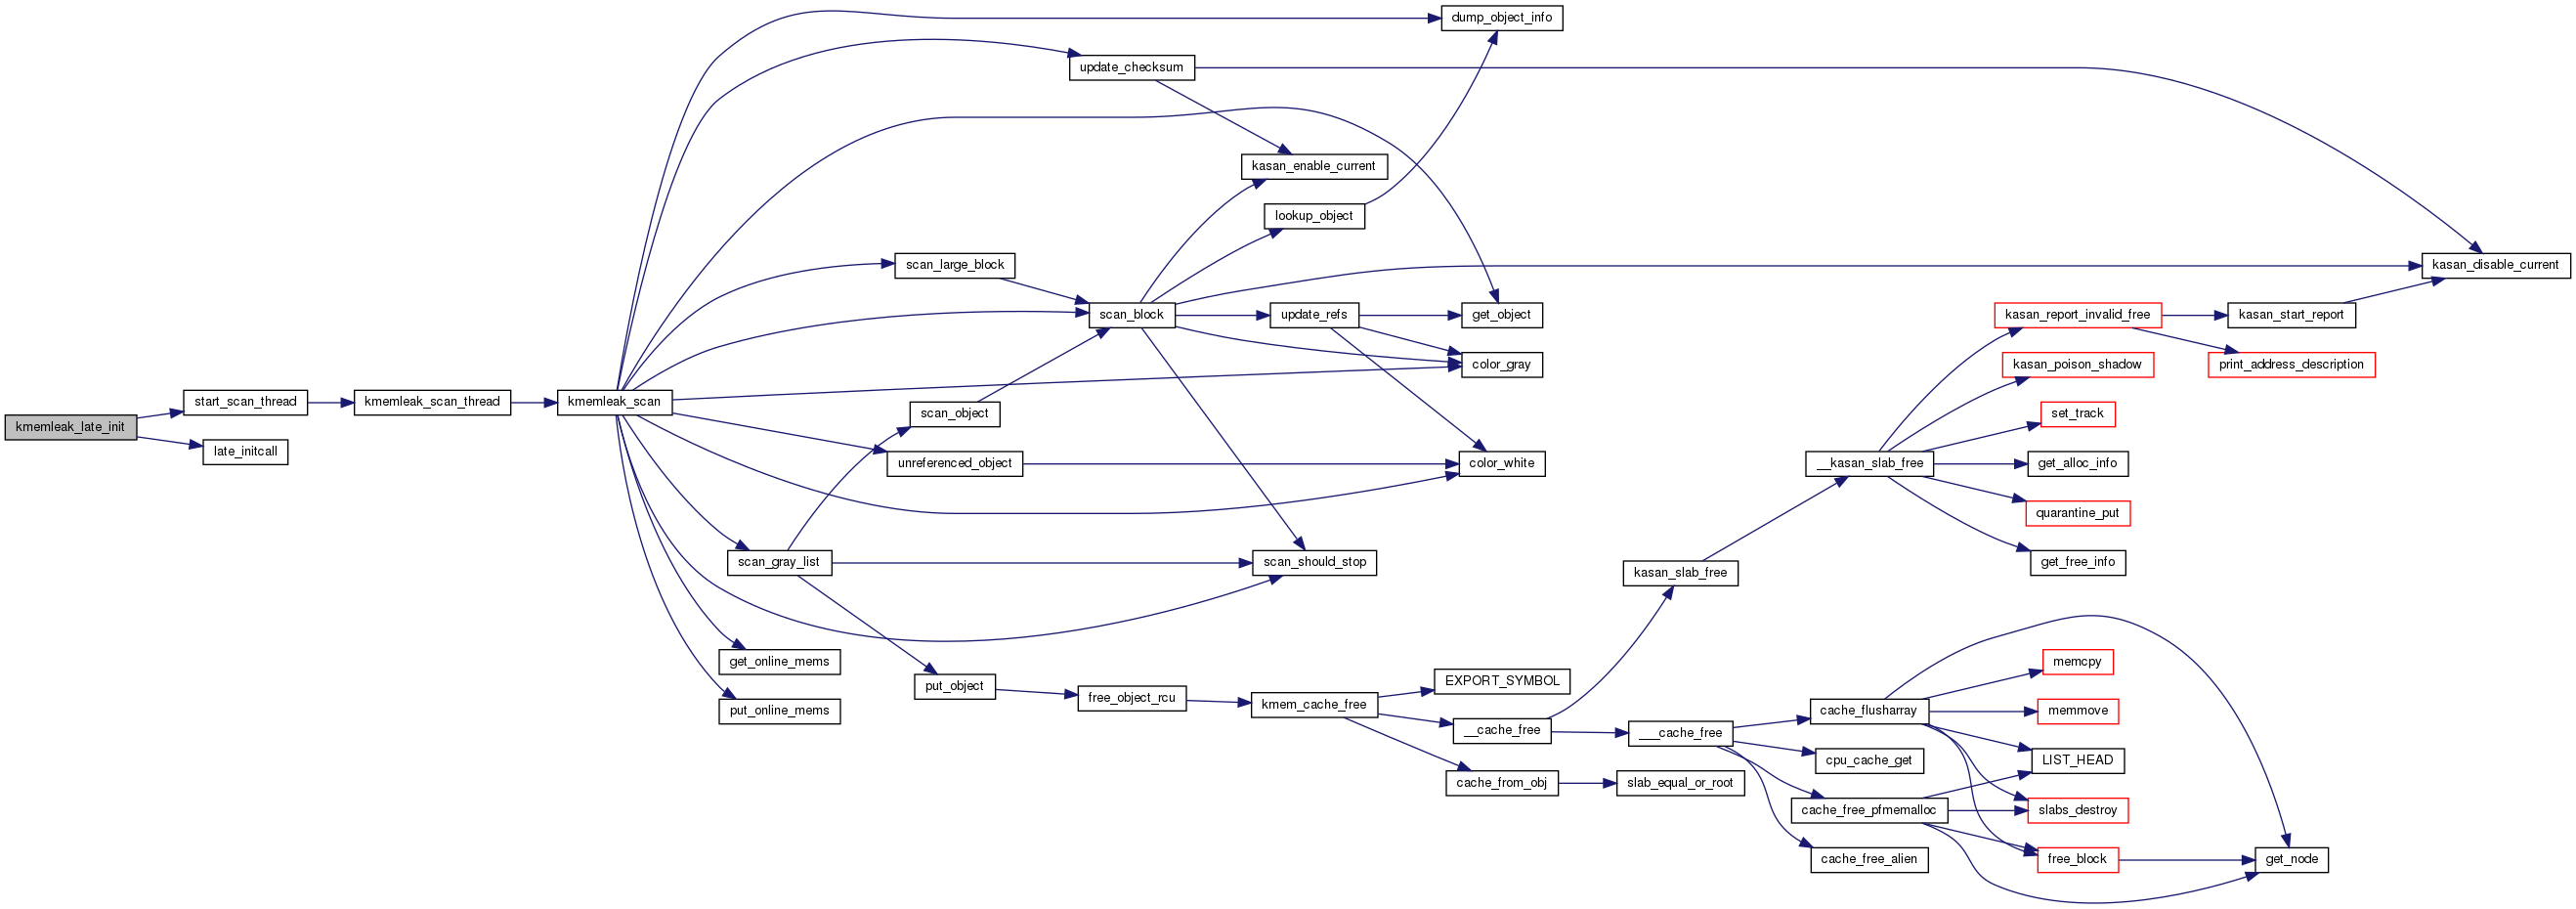 kmemleak_late_init
start_scan_thread
late_initcall
kmemleak_scan_thread
kmemleak_scan
dump_object_info
update_checksum
kasan_enable_current
lookup_object
scan_large_block
kasan_disable_current
scan_block
update_refs
get_object
color_gray
scan_object
unreferenced_object
color_white
scan_gray_list
scan_should_stop
get_online_mems
put_online_mems
put_object
free_object_rcu
kmem_cache_free
EXPORT_SYMBOL
__cache_free
cache_from_obj
slab_equal_or_root
kasan_slab_free
___cache_free
__kasan_slab_free
kasan_report_invalid_free
kasan_start_report
print_address_description
kasan_poison_shadow
set_track
get_alloc_info
quarantine_put
get_free_info
cache_flusharray
cpu_cache_get
cache_free_pfmemalloc
cache_free_alien
memcpy
memmove
LIST_HEAD
slabs_destroy
free_block
get_node